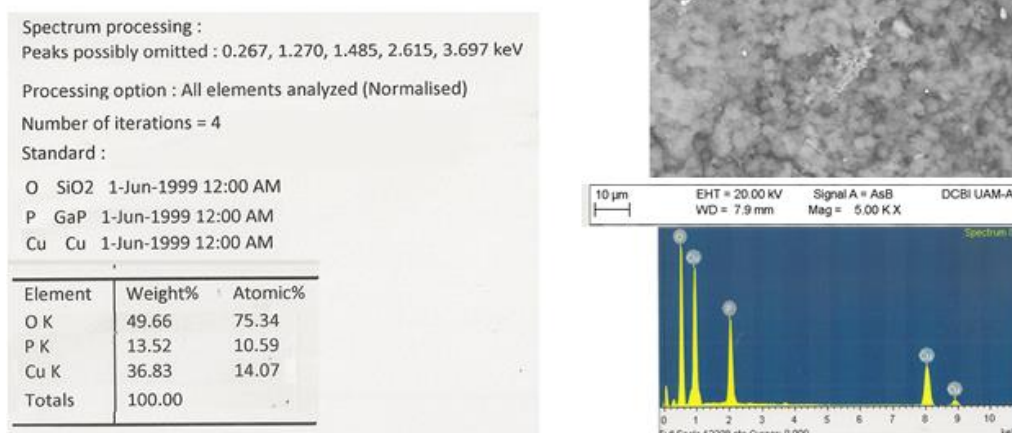 Spectrum processing :
Peaks possibly omitted : 0.267, 1.270, 1.485, 2.615, 3.697 keV
Processing option : All elements analyzed (Normalised)
Number of iterations = 4
Standard :
O SiO2 1-Jun-1999 12:00 AM
P GaP 1-Jun-1999 12:00 AM
Cu Cu 1-Jun-1999 12:00 AM
Element Weight% Atomic%
O K 49.66 75.34
P K 13.52 10.59
Cu K 36.83 14.07
Totals 100.00
10 µm EHT = 20.00 kV Signal A = AsB DCBI UAM-A
WD = 7.9 mm Mag = 5.00 K X
Spectrum
O
Cu
P
Cu
Cu
0 1 2 3 4 5 6 7 8 9 10